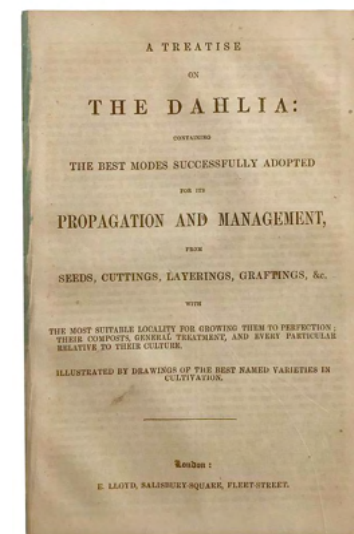 A TREATISE
ON
THE DAHLIA:
CONTAINING
THE BEST MODES SUCCESSFULLY ADOPTED
FOR ITS
PROPAGATION AND MANAGEMENT,
FROM
SEEDS, CUTTINGS, LAYERINGS, GRAFTINGS, &c.
WITH
THE MOST SUITABLE LOCALITY FOR GROWING THEM TO PERFECTION;
THEIR COMPOSTS, GENERAL TREATMENT, AND EVERY PARTICULAR
RELATIVE TO THEIR CULTURE.
ILLUSTRATED BY DRAWINGS OF THE BEST NAMED VARIETIES IN
CULTIVATION.
London:
E. LLOYD, SALISBURY-SQUARE, FLEET-STREET.